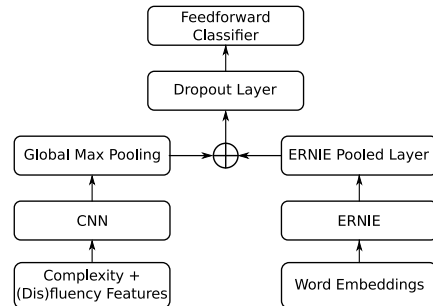 Feedforward
Classifier
Dropout Layer
Global Max Pooling
ERNIE Pooled Layer
CNN
ERNIE
Complexity +
(Dis)fluency Features
Word Embeddings